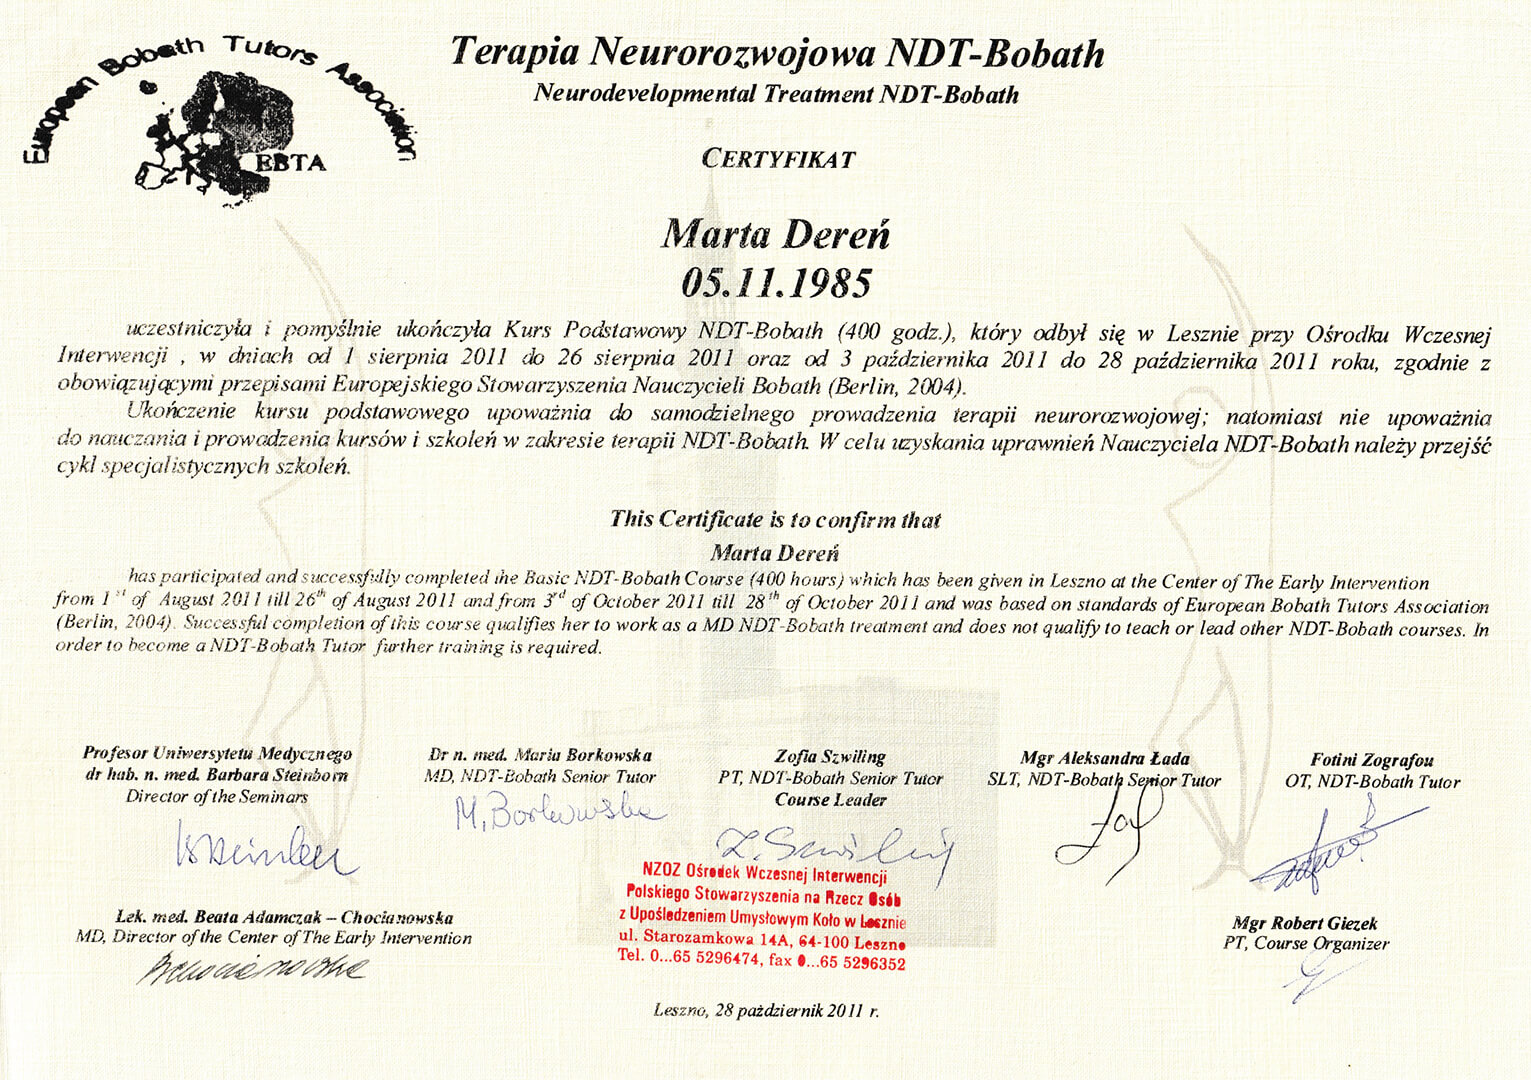 European Bobath Tutors Association
EBTA
Terapia Neurorozwojowa NDT-Bobath
Neurodevelopmental Treatment NDT-Bobath
CERTYFIKAT
Marta Dereń
05.11.1985
uczestniczyła i pomyślnie ukończyła Kurs Podstawowy NDT-Bobath (400 godz.), który odbył się w Lesznie przy Ośrodku Wczesnej
Interwencji , w dniach od 1 sierpnia 2011 do 26 sierpnia 2011 oraz od 3 października 2011 do 28 października 2011 roku, zgodnie z
obowiązującymi przepisami Europejskiego Stowarzyszenia Nauczycieli Bobath (Berlin, 2004).
Ukończenie kursu podstawowego upoważnia do samodzielnego prowadzenia terapii neurorozwojowej; natomiast nie upoważnia
do nauczania i prowadzenia kursów i szkoleń w zakresie terapii NDT-Bobath. W celu uzyskania uprawnień Nauczyciela NDT-Bobath należy przejść
cykl specjalistycznych szkoleń.
This Certificate is to confirm that
Marta Dereń
has participated and successfully completed the Basic NDT-Bobath Course (400 hours) which has been given in Leszno at the Center of The Early Intervention
from 1st of August 2011 till 26th of August 2011 and from 3rd of October 2011 till 28th of October 2011 and was based on standards of European Bobath Tutors Association
(Berlin, 2004). Successful completion of this course qualifies her to work as a MD NDT-Bobath treatment and does not qualify to teach or lead other NDT-Bobath courses. In
order to become a NDT-Bobath Tutor further training is required.
Profesor Uniwersytetu Medycznego
dr hab. n. med. Barbara Steinborn
Director of the Seminars
Dr n. med. Maria Borkowska
MD, NDT-Bobath Senior Tutor
M. Borkowska
Zofia Szwiling
PT, NDT-Bobath Senior Tutor
Course Leader
Z. Szwiling
Mgr Aleksandra Łada
SLT, NDT-Bobath Senior Tutor
Fotini Zografou
OT, NDT-Bobath Tutor
NZOZ Ośrodek Wczesnej Interwencji
Polskiego Stowarzyszenia na Rzecz Osób
z Upośledzeniem Umysłowym Koło w Lesznie
ul. Starozamkowa 14A, 64-100 Leszno
Tel. 0...65 5296474, fax 0...65 5296352
Lek. med. Beata Adamczak – Chocianowska
MD, Director of the Center of The Early Intervention
Mgr Robert Giezek
PT, Course Organizer
Leszno, 28 październik 2011 r.